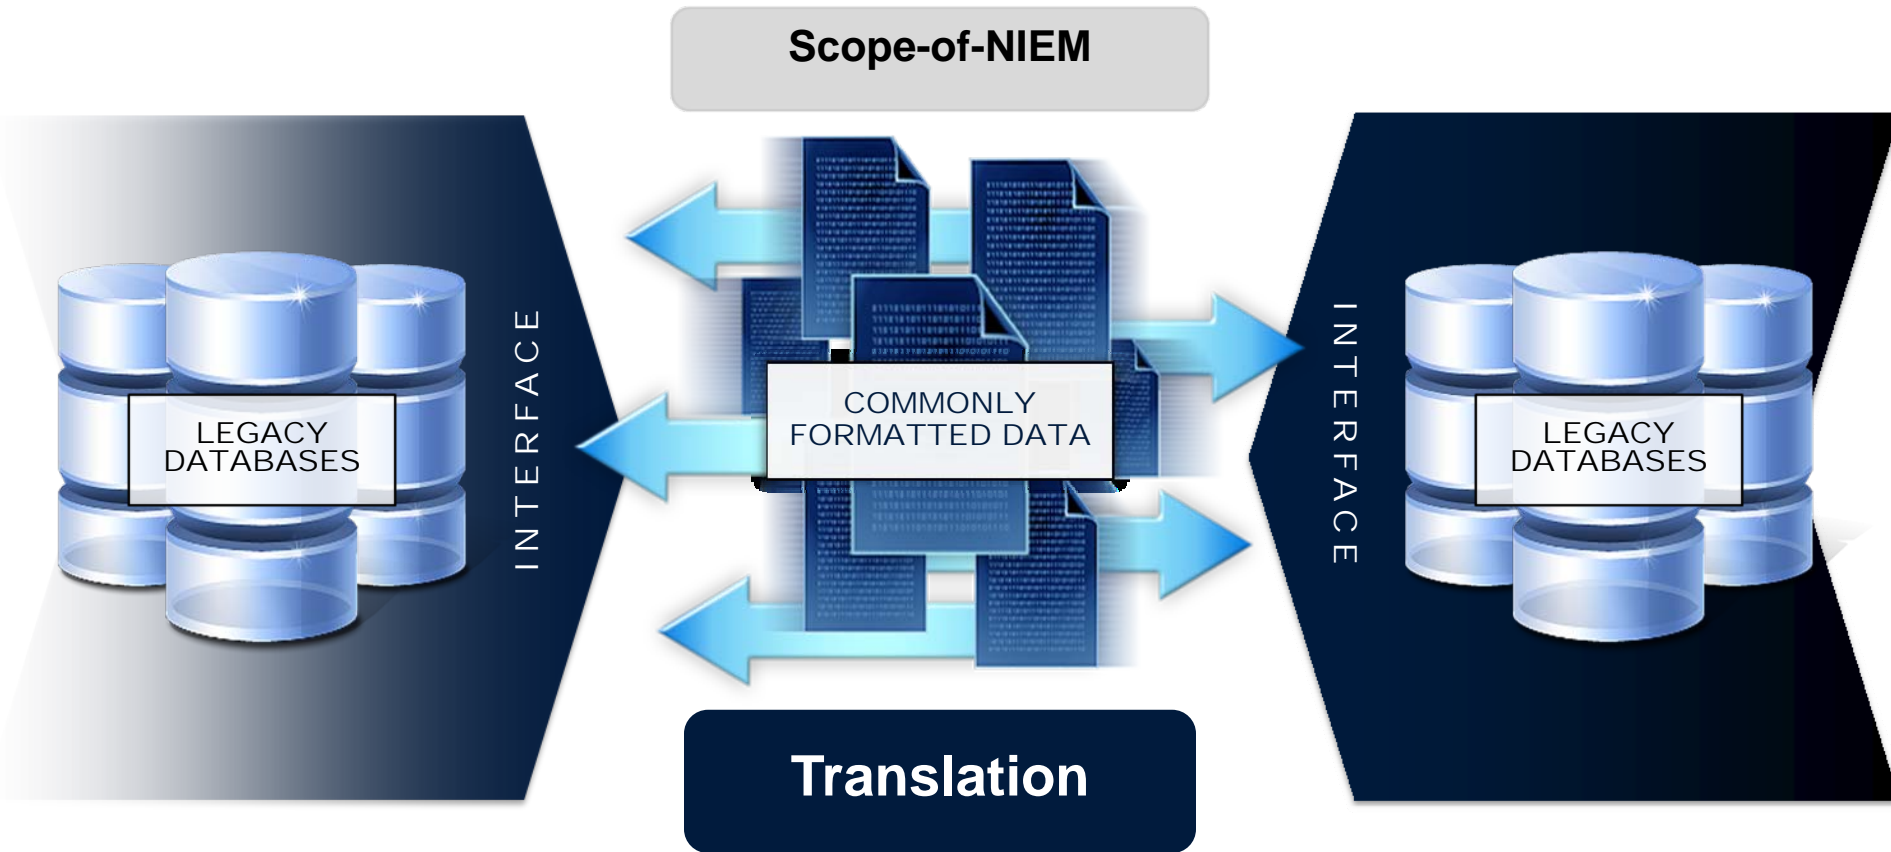 Scope-of-NIEM
LEGACY
DATABASES
INTERFACE
COMMONLY
FORMATTED DATA
INTERFACE
LEGACY
DATABASES
Translation